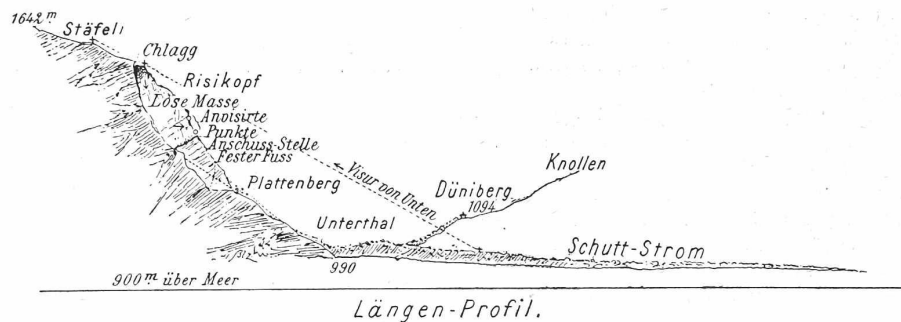 1642 m
Stäfeli
Chlagg
Risikopf
Löse Masse
Anvisirte
Punkte
Anschuss-Stelle
Fester Fuss
Plattenberg
Visur von Unten
Knollen
Düniberg
1094
Unterthal
Schutt-Strom
990
900 m über Meer
Längen-Profil.